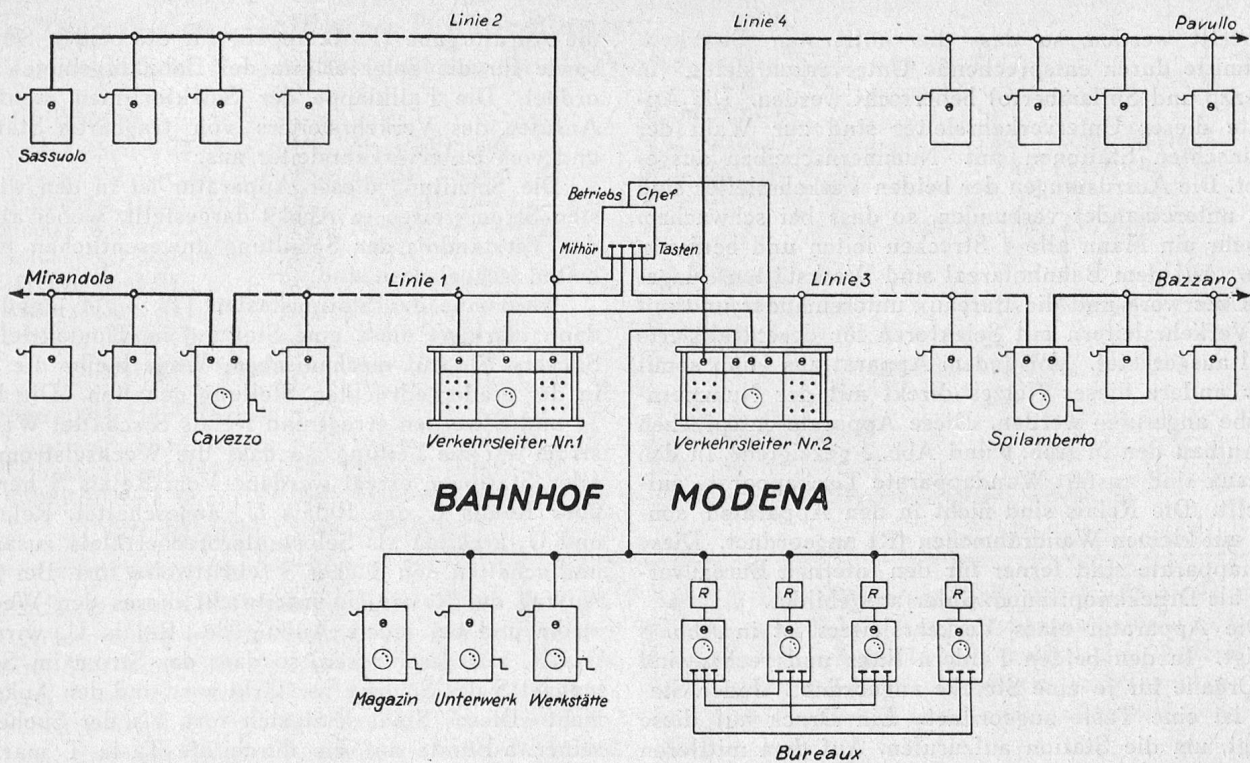 Linie 2
Linie 4
Pavullo
Sassuolo
Betriebs Chef
Mithör Tasten
Mirandola
Linie 1
Linie 3
Bazzano
Cavezzo
Verkehrsleiter Nr.1
Verkehrsleiter Nr.2
Spilamberto
BAHNHOF MODENA
R R R R
Magazin Unterwerk Werkstätte
Bureaux